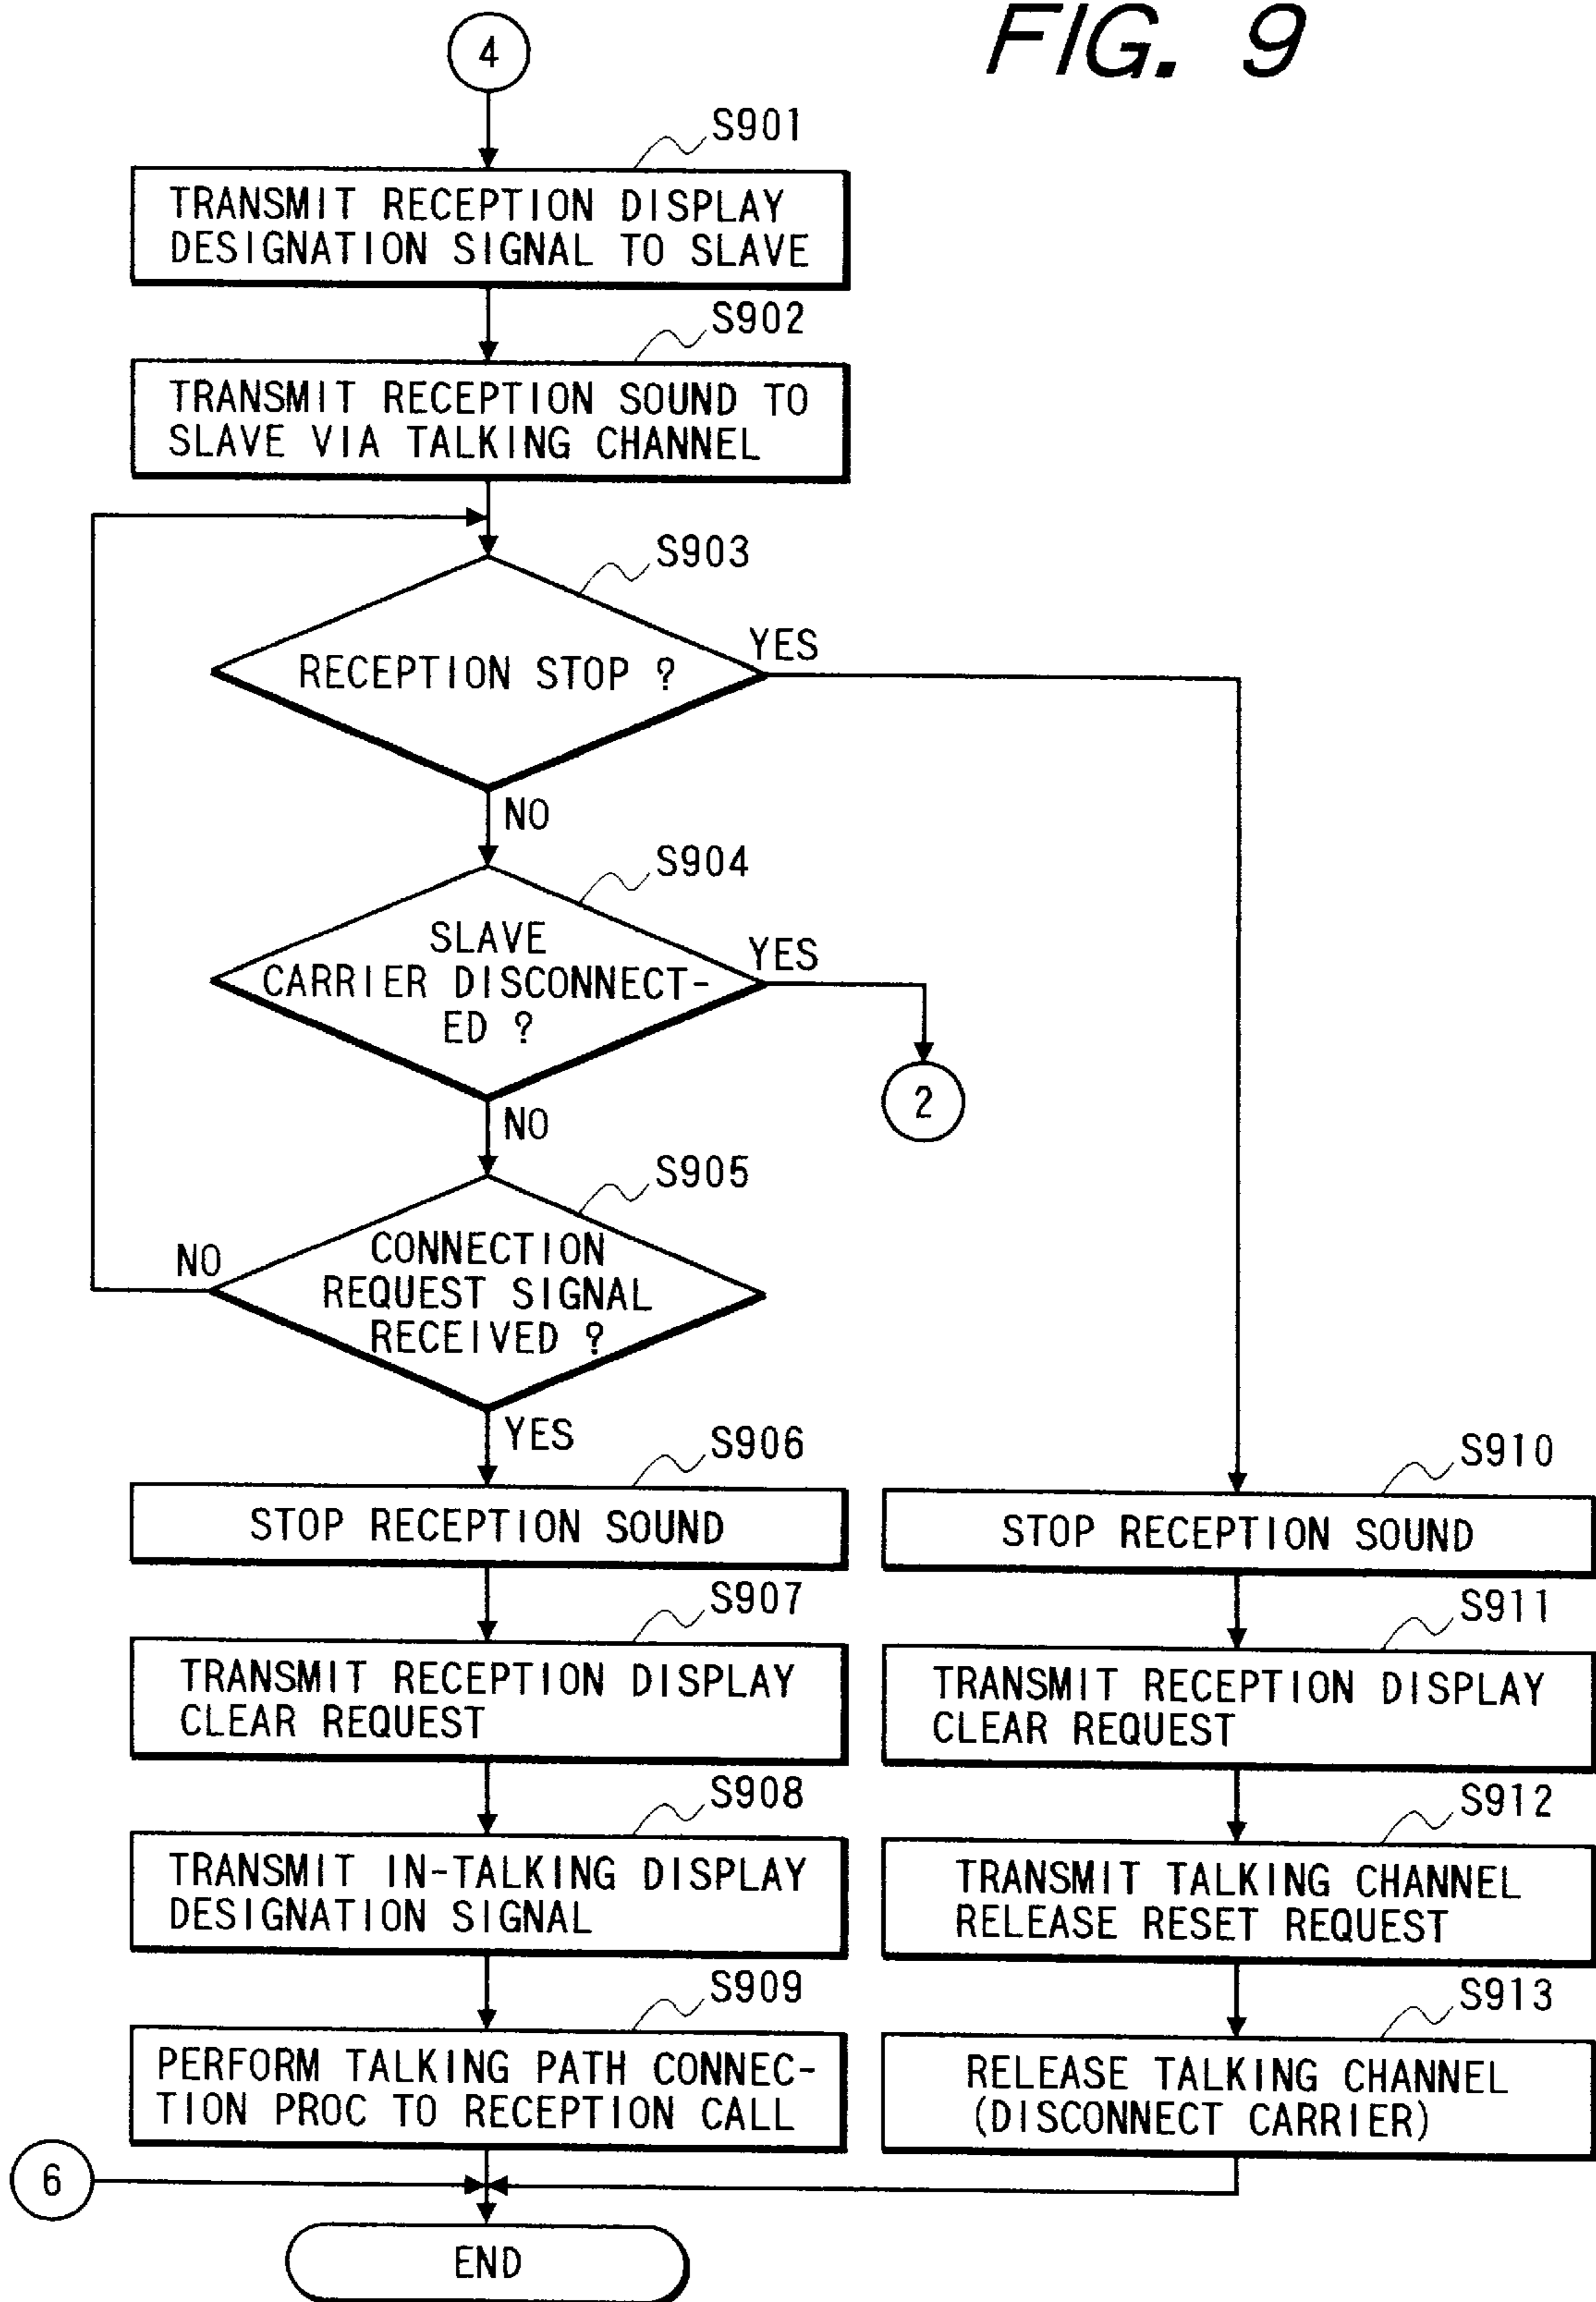 FIG. 9
4
S901
TRANSMIT RECEPTION DISPLAY
DESIGNATION SIGNAL TO SLAVE
S902
TRANSMIT RECEPTION SOUND TO
SLAVE VIA TALKING CHANNEL
S903
RECEPTION STOP ?
YES
NO
S904
SLAVE
CARRIER DISCONNECT-
ED ?
YES
2
NO
S905
CONNECTION
REQUEST SIGNAL
RECEIVED ?
NO
YES
S906
STOP RECEPTION SOUND
S907
TRANSMIT RECEPTION DISPLAY
CLEAR REQUEST
S908
TRANSMIT IN-TALKING DISPLAY
DESIGNATION SIGNAL
S909
PERFORM TALKING PATH CONNEC-
TION PROC TO RECEPTION CALL
S910
STOP RECEPTION SOUND
S911
TRANSMIT RECEPTION DISPLAY
CLEAR REQUEST
S912
TRANSMIT TALKING CHANNEL
RELEASE RESET REQUEST
S913
RELEASE TALKING CHANNEL
(DISCONNECT CARRIER)
6
END